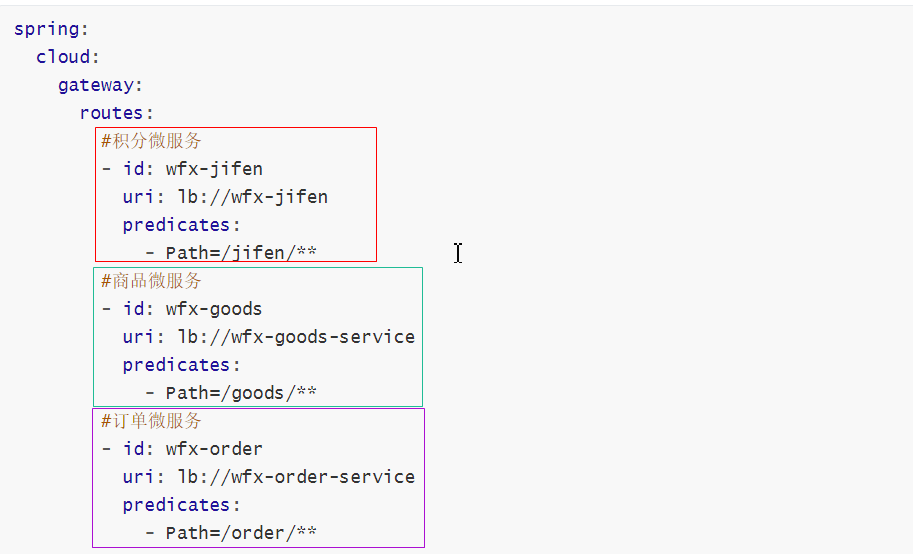 spring:
  cloud:
    gateway:
      routes:
        #积分微服务
        - id: wfx-jifen
          uri: lb://wfx-jifen
          predicates:
            - Path=/jifen/**
        #商品微服务
        - id: wfx-goods
          uri: lb://wfx-goods-service
          predicates:
            - Path=/goods/**
        #订单微服务
        - id: wfx-order
          uri: lb://wfx-order-service
          predicates:
            - Path=/order/**